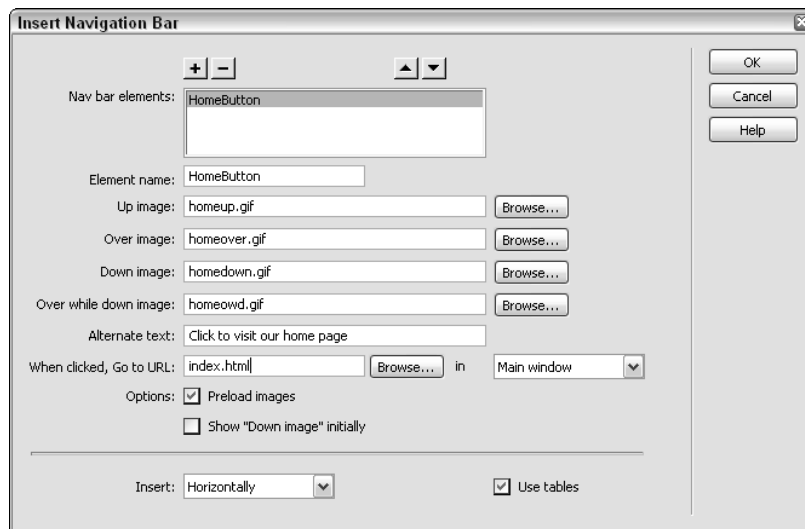 Insert Navigation Bar
OK
Nav bar elements: HomeButton
Cancel
Help
Element name: HomeButton
Up image: homeup.gif Browse...
Over image: homeover.gif Browse...
Down image: homedown.gif Browse...
Over while down image: homeowd.gif Browse...
Alternate text: Click to visit our home page
When clicked, Go to URL: index.html Browse... in Main window
Options: Preload images
Show "Down image" initially
Insert: Horizontally Use tables